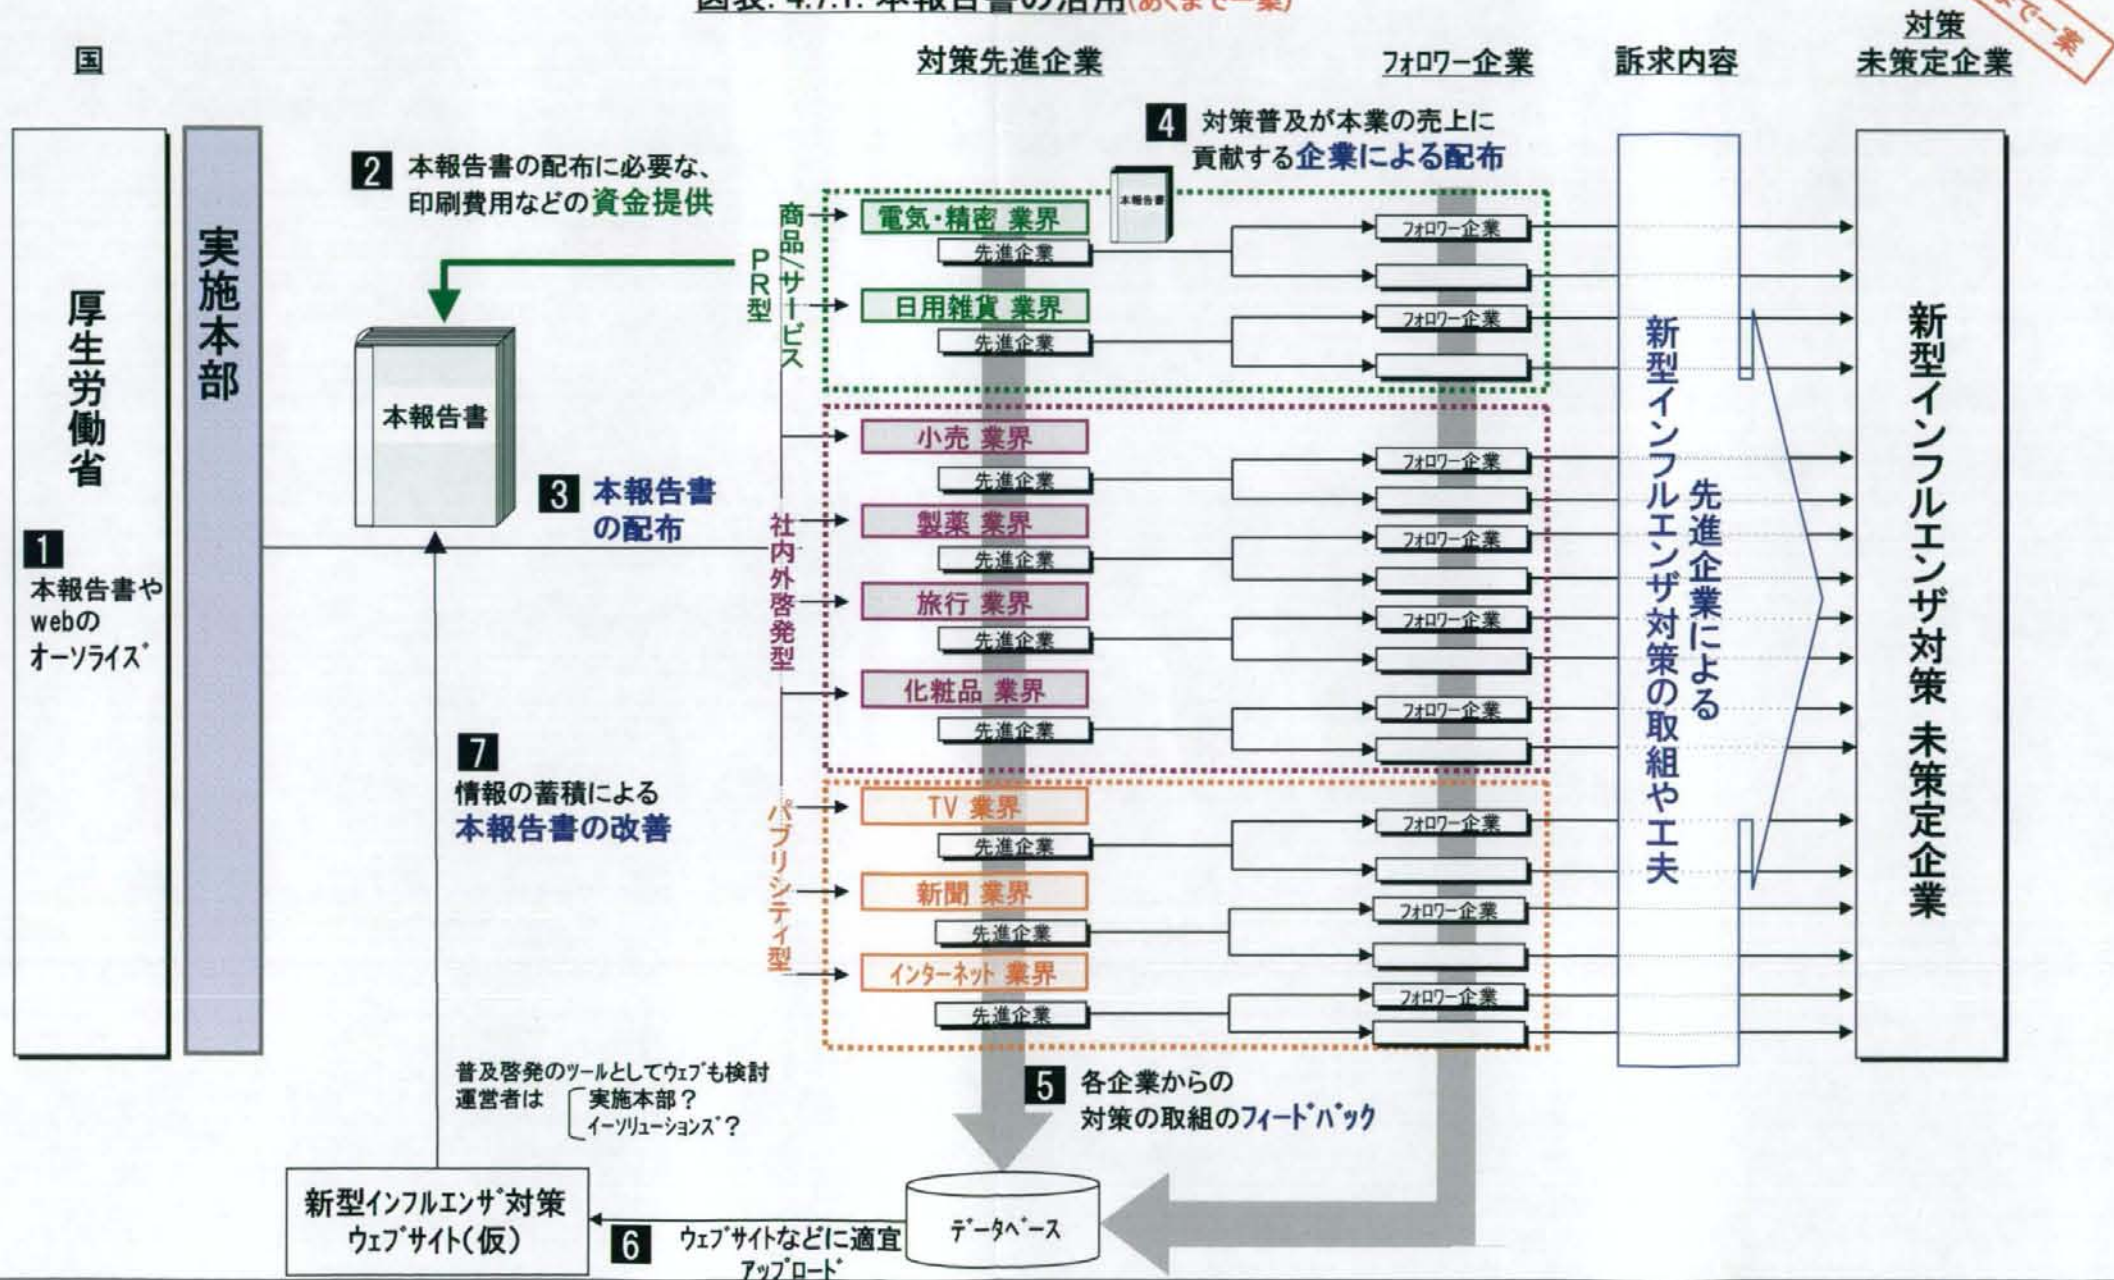 図表. 4.7.1. 本報告書の活用(あくまで一案)
まで一案
国
対策先進企業
フォロワー企業
訴求内容
対策
未策定企業
厚生労働省
実施本部
1
本報告書や
webの
オーソライズ
2 本報告書の配布に必要な、
印刷費用などの資金提供
本報告書
3 本報告書
の配布
4 対策普及が本業の売上に
貢献する企業による配布
本報告書
商品/サービス
PR型
電気・精密 業界
先進企業
フォロワー企業
日用雑貨 業界
先進企業
フォロワー企業
社内外啓発型
小売 業界
先進企業
フォロワー企業
製薬 業界
先進企業
フォロワー企業
旅行 業界
先進企業
フォロワー企業
化粧品 業界
先進企業
フォロワー企業
パブリシティ型
TV 業界
先進企業
フォロワー企業
新聞 業界
先進企業
フォロワー企業
インターネット 業界
先進企業
フォロワー企業
先進企業による
新型インフルエンザ対策の取組や工夫
新型インフルエンザ対策 未策定企業
7
情報の蓄積による
本報告書の改善
普及啓発のツールとしてウェブも検討
運営者は 実施本部？
イーソリューションズ？
5 各企業からの
対策の取組のフィードバック
データベース
6 ウェブサイトなどに適宜
アップロード
新型インフルエンザ対策
ウェブサイト(仮)